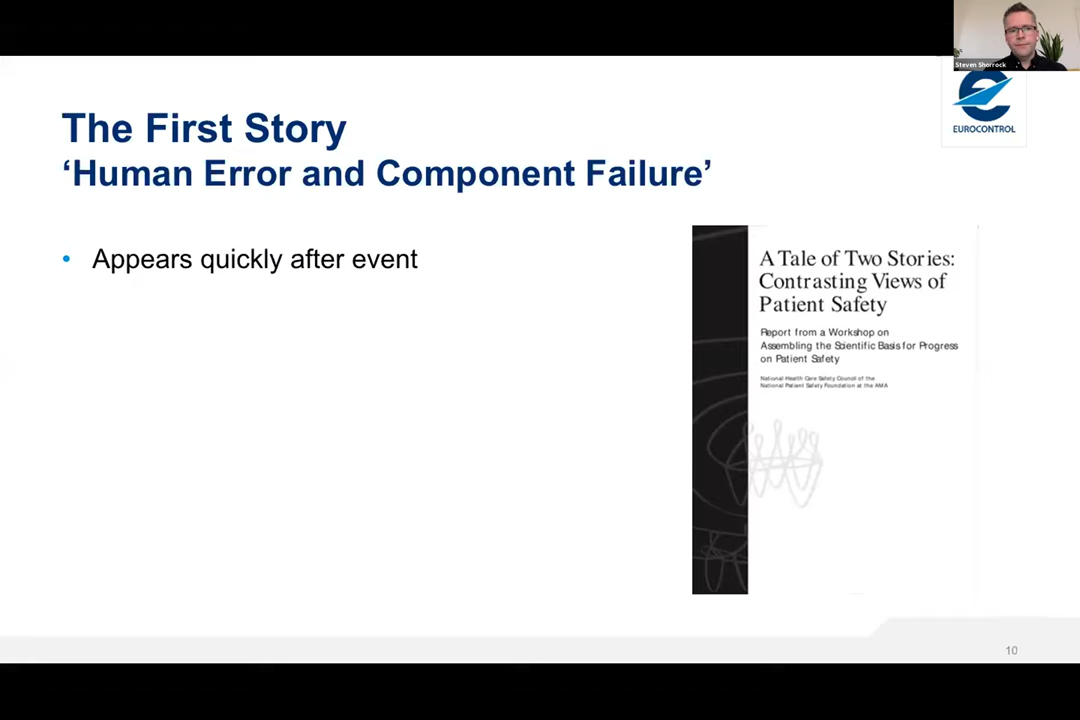 Steven Shorrock
EUROCONTROL
The First Story
‘Human Error and Component Failure’
• Appears quickly after event
A Tale of Two Stories:
Contrasting Views of
Patient Safety
Report from a Workshop on
Assembling the Scientific Basis for Progress
on Patient Safety
National Health Care Safety Council of the
National Patient Safety Foundation at the AMA
10